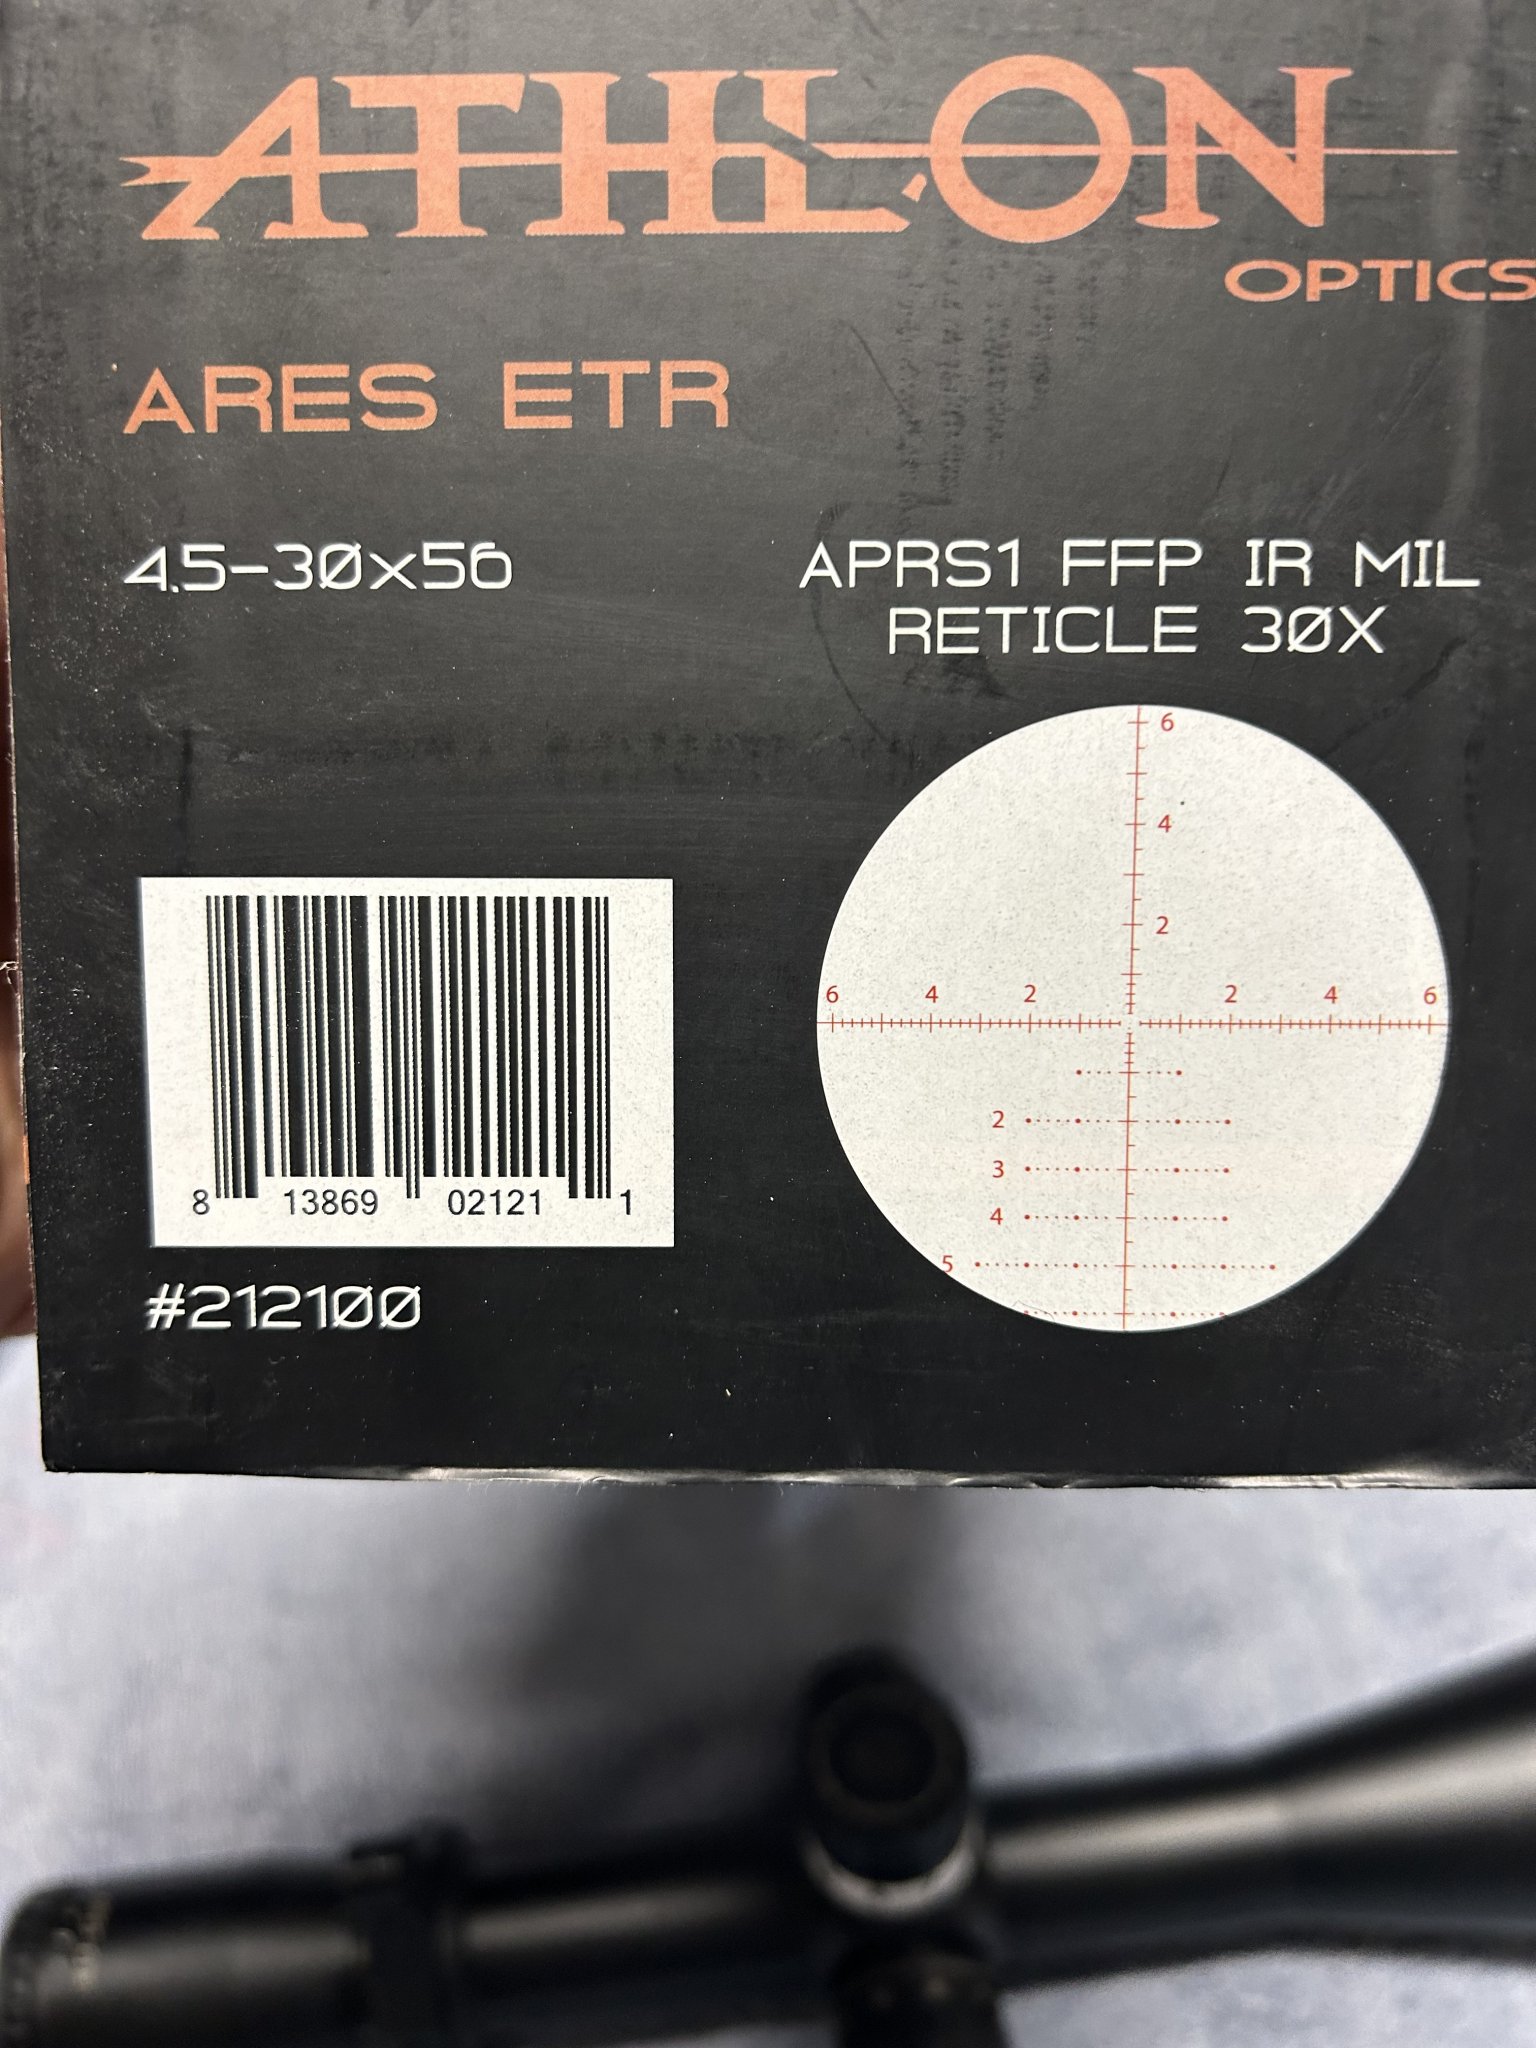 ATHLON
OPTICS
ARES ETR
4.5-30x56
APRS1 FFP IR MIL
RETICLE 30X
6
4
2
6 4 2 2 4 6
2
3
4
5
8 13869 02121 1
#212100